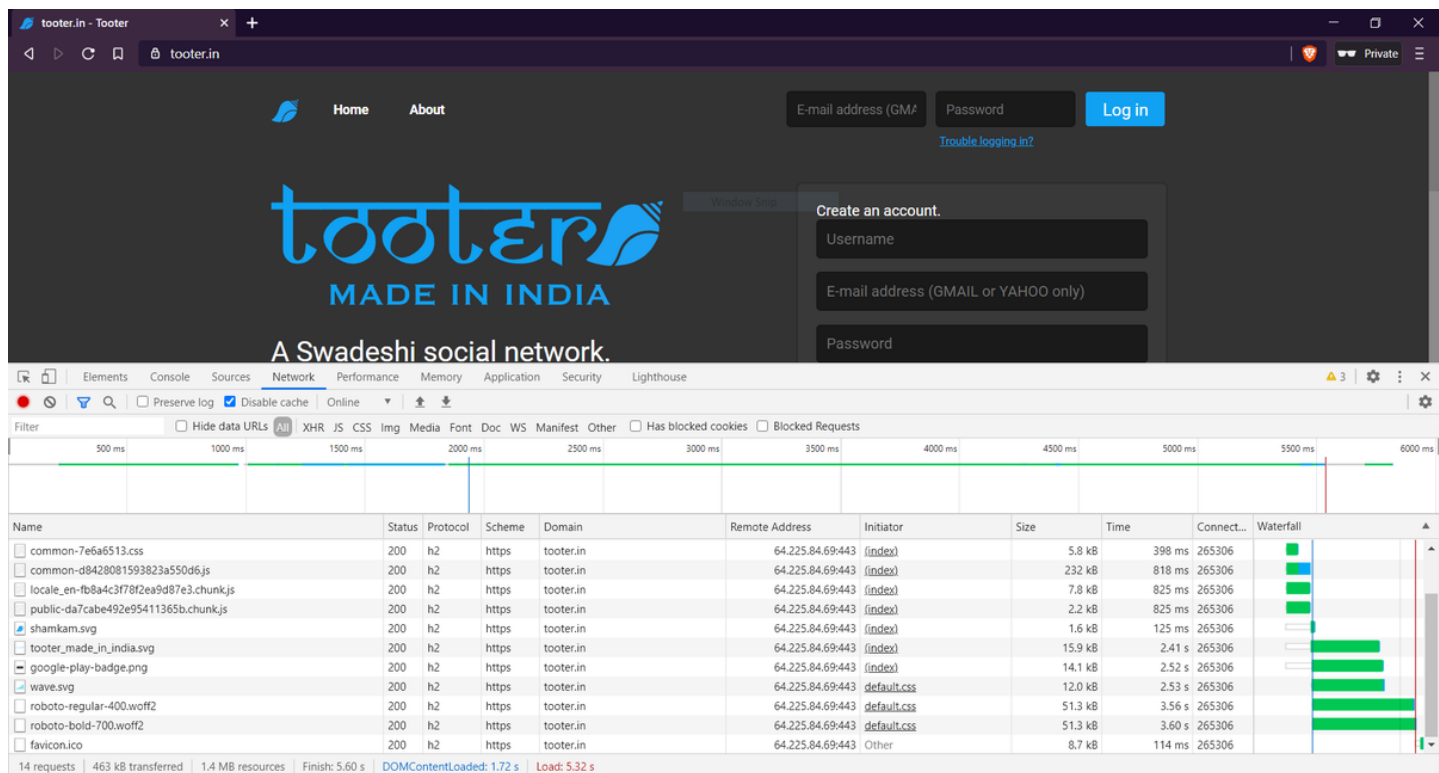 tooter.in - Tooter
tooter.in
Private
Home About E-mail address (GMA Password Log in
Trouble logging in?
tooter
MADE IN INDIA
A Swadeshi social network.
Window Snip
Create an account.
Username
E-mail address (GMAIL or YAHOO only)
Password
Elements Console Sources Network Performance Memory Application Security Lighthouse 3
Preserve log Disable cache Online
Filter Hide data URLs All XHR JS CSS Img Media Font Doc WS Manifest Other Has blocked cookies Blocked Requests
500 ms 1000 ms 1500 ms 2000 ms 2500 ms 3000 ms 3500 ms 4000 ms 4500 ms 5000 ms 5500 ms 6000 ms
Name Status Protocol Scheme Domain Remote Address Initiator Size Time Connect... Waterfall
common-7e6a6513.css 200 h2 https tooter.in 64.225.84.69:443 (index) 5.8 kB 398 ms 265306
common-d8428081593823a550d6.js 200 h2 https tooter.in 64.225.84.69:443 (index) 232 kB 818 ms 265306
locale_en-fb8a4c3f78f2ea9d87e3.chunk.js 200 h2 https tooter.in 64.225.84.69:443 (index) 7.8 kB 825 ms 265306
public-da7cabe492e95411365b.chunk.js 200 h2 https tooter.in 64.225.84.69:443 (index) 2.2 kB 825 ms 265306
shamkam.svg 200 h2 https tooter.in 64.225.84.69:443 (index) 1.6 kB 125 ms 265306
tooter_made_in_india.svg 200 h2 https tooter.in 64.225.84.69:443 (index) 15.9 kB 2.41 s 265306
google-play-badge.png 200 h2 https tooter.in 64.225.84.69:443 (index) 14.1 kB 2.52 s 265306
wave.svg 200 h2 https tooter.in 64.225.84.69:443 default.css 12.0 kB 2.53 s 265306
roboto-regular-400.woff2 200 h2 https tooter.in 64.225.84.69:443 default.css 51.3 kB 3.56 s 265306
roboto-bold-700.woff2 200 h2 https tooter.in 64.225.84.69:443 default.css 51.3 kB 3.60 s 265306
favicon.ico 200 h2 https tooter.in 64.225.84.69:443 Other 8.7 kB 114 ms 265306
14 requests 463 kB transferred 1.4 MB resources Finish: 5.60 s DOMContentLoaded: 1.72 s Load: 5.32 s